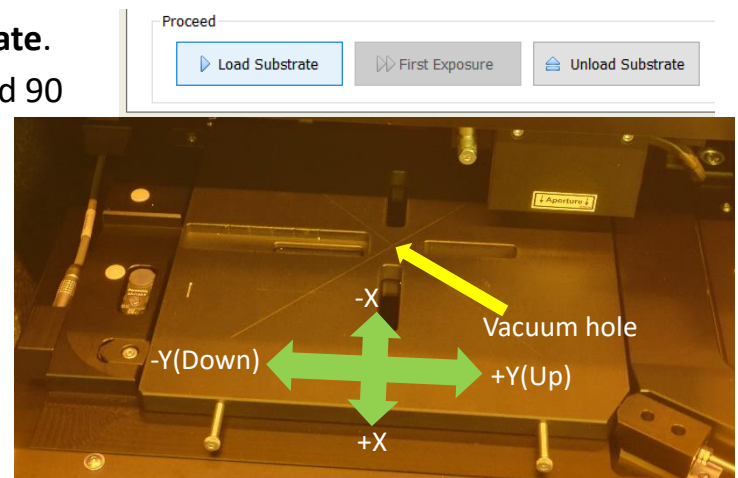 ate.
d 90
Proceed
Load Substrate
First Exposure
Unload Substrate
↓ Aperture ↓
-X
Vacuum hole
-Y(Down)
+Y(Up)
+X